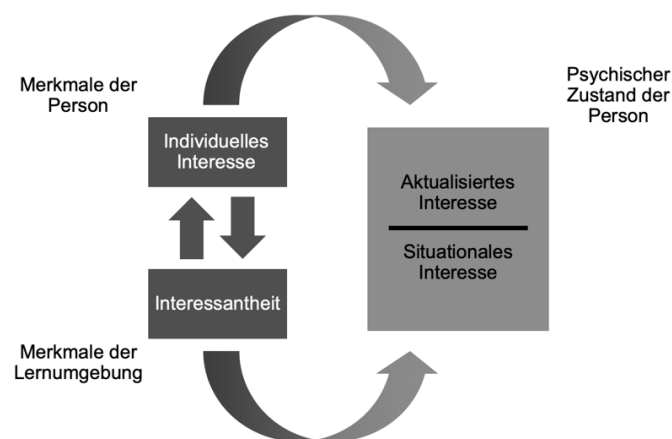 Merkmale der
Person
Individuelles
Interesse
Interessantheit
Merkmale der
Lernumgebung
Psychischer
Zustand der
Person
Aktualisiertes
Interesse
Situationales
Interesse